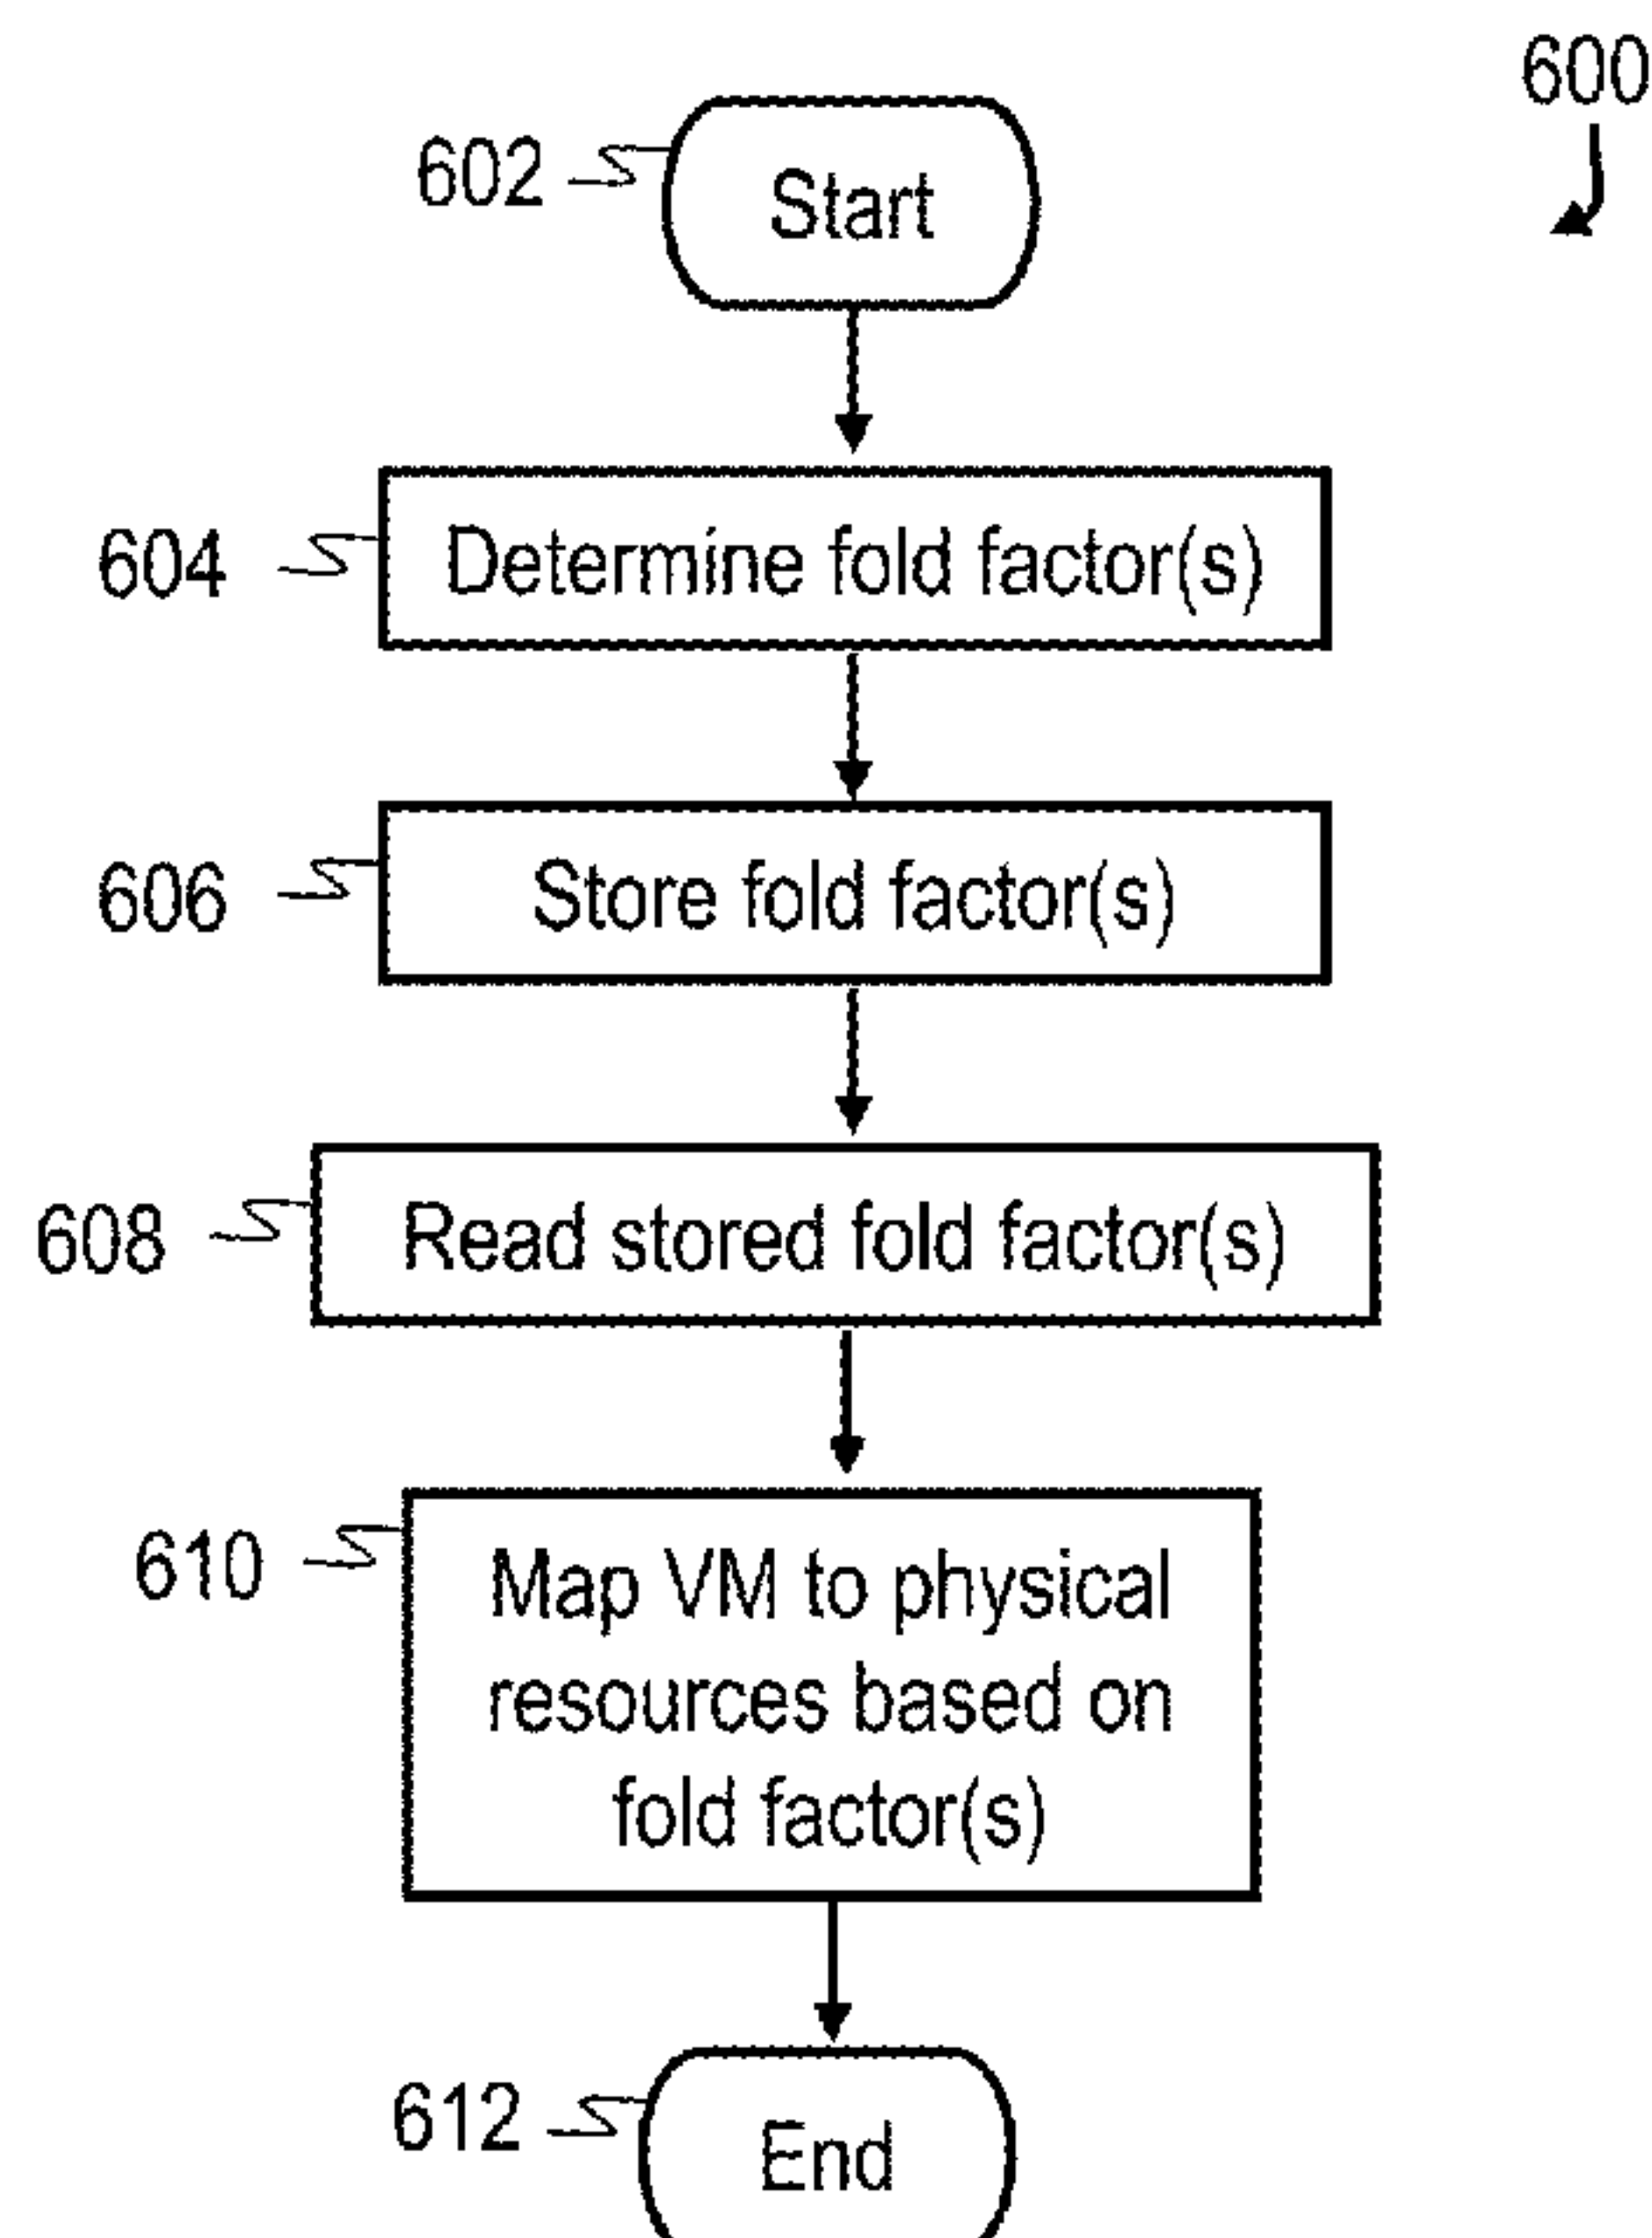 600
602
Start
604
Determine fold factor(s)
606
Store fold factor(s)
608
Read stored fold factor(s)
610
Map VM to physical
resources based on
fold factor(s)
612
End